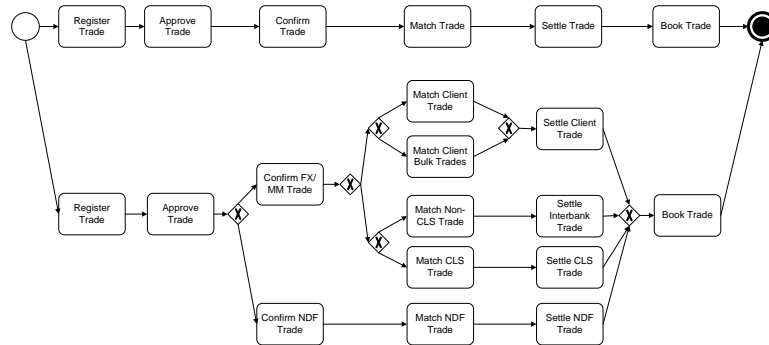 Register
Trade
Approve
Trade
Confirm
Trade
Match Trade
Settle Trade
Book Trade
Match Client
Trade
Match Client
Bulk Trades
Settle Client
Trade
Confirm FX/
MM Trade
Register
Trade
Approve
Trade
Match Non-
CLS Trade
Settle
Interbank
Trade
Book Trade
Match CLS
Trade
Settle CLS
Trade
Confirm NDF
Trade
Match NDF
Trade
Settle NDF
Trade